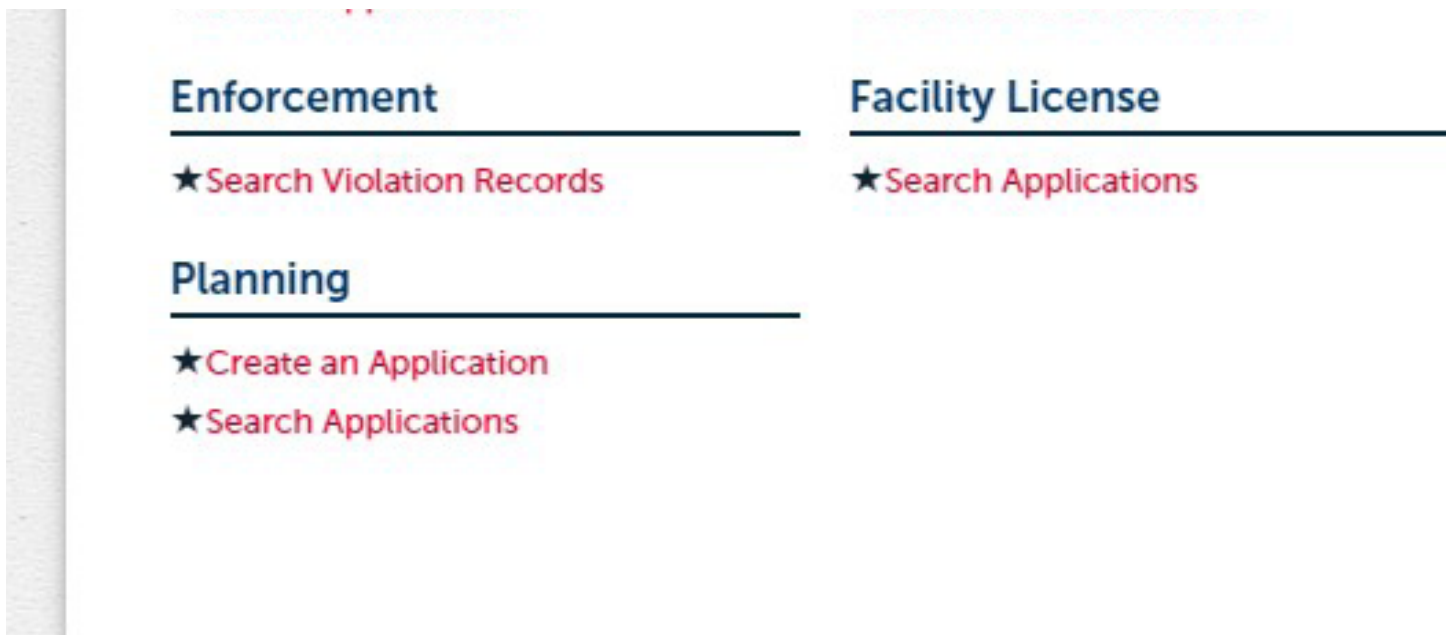 Enforcement
★Search Violation Records
Facility License
★Search Applications
Planning
★Create an Application
★Search Applications